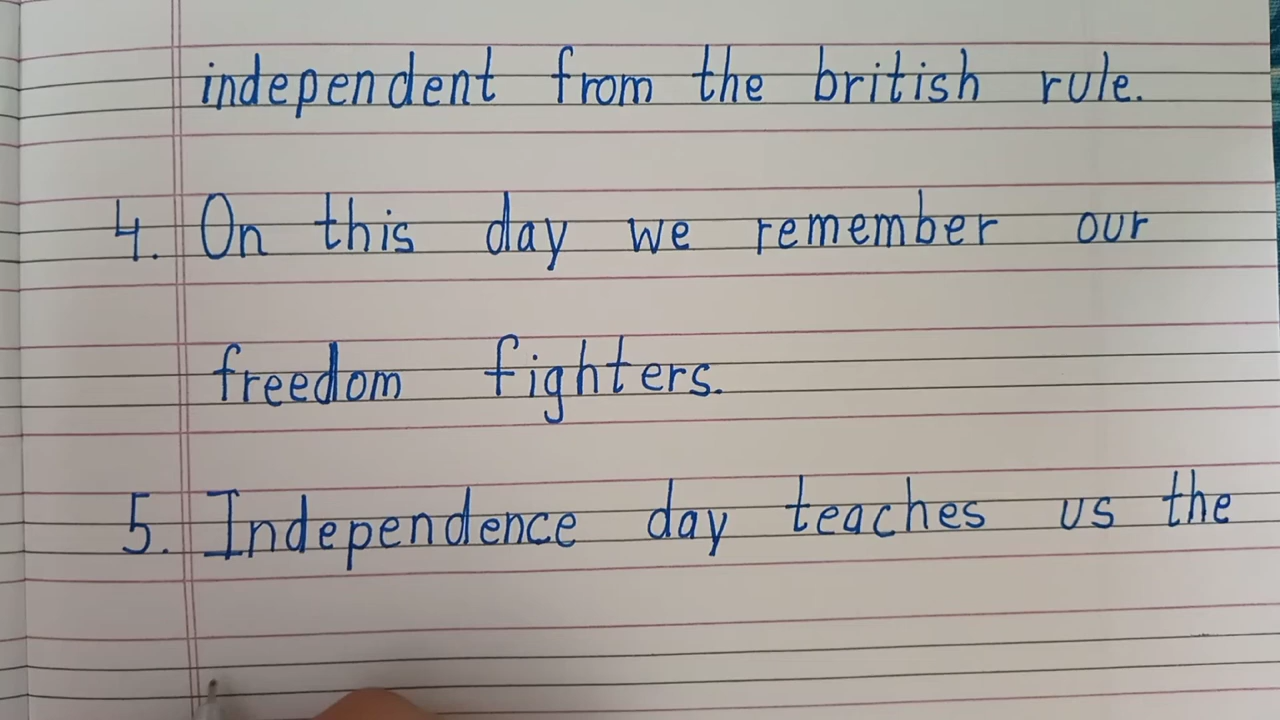 independent from the british rule.
4. On this day we remember our
freedom fighters.
5. Independence day teaches us the